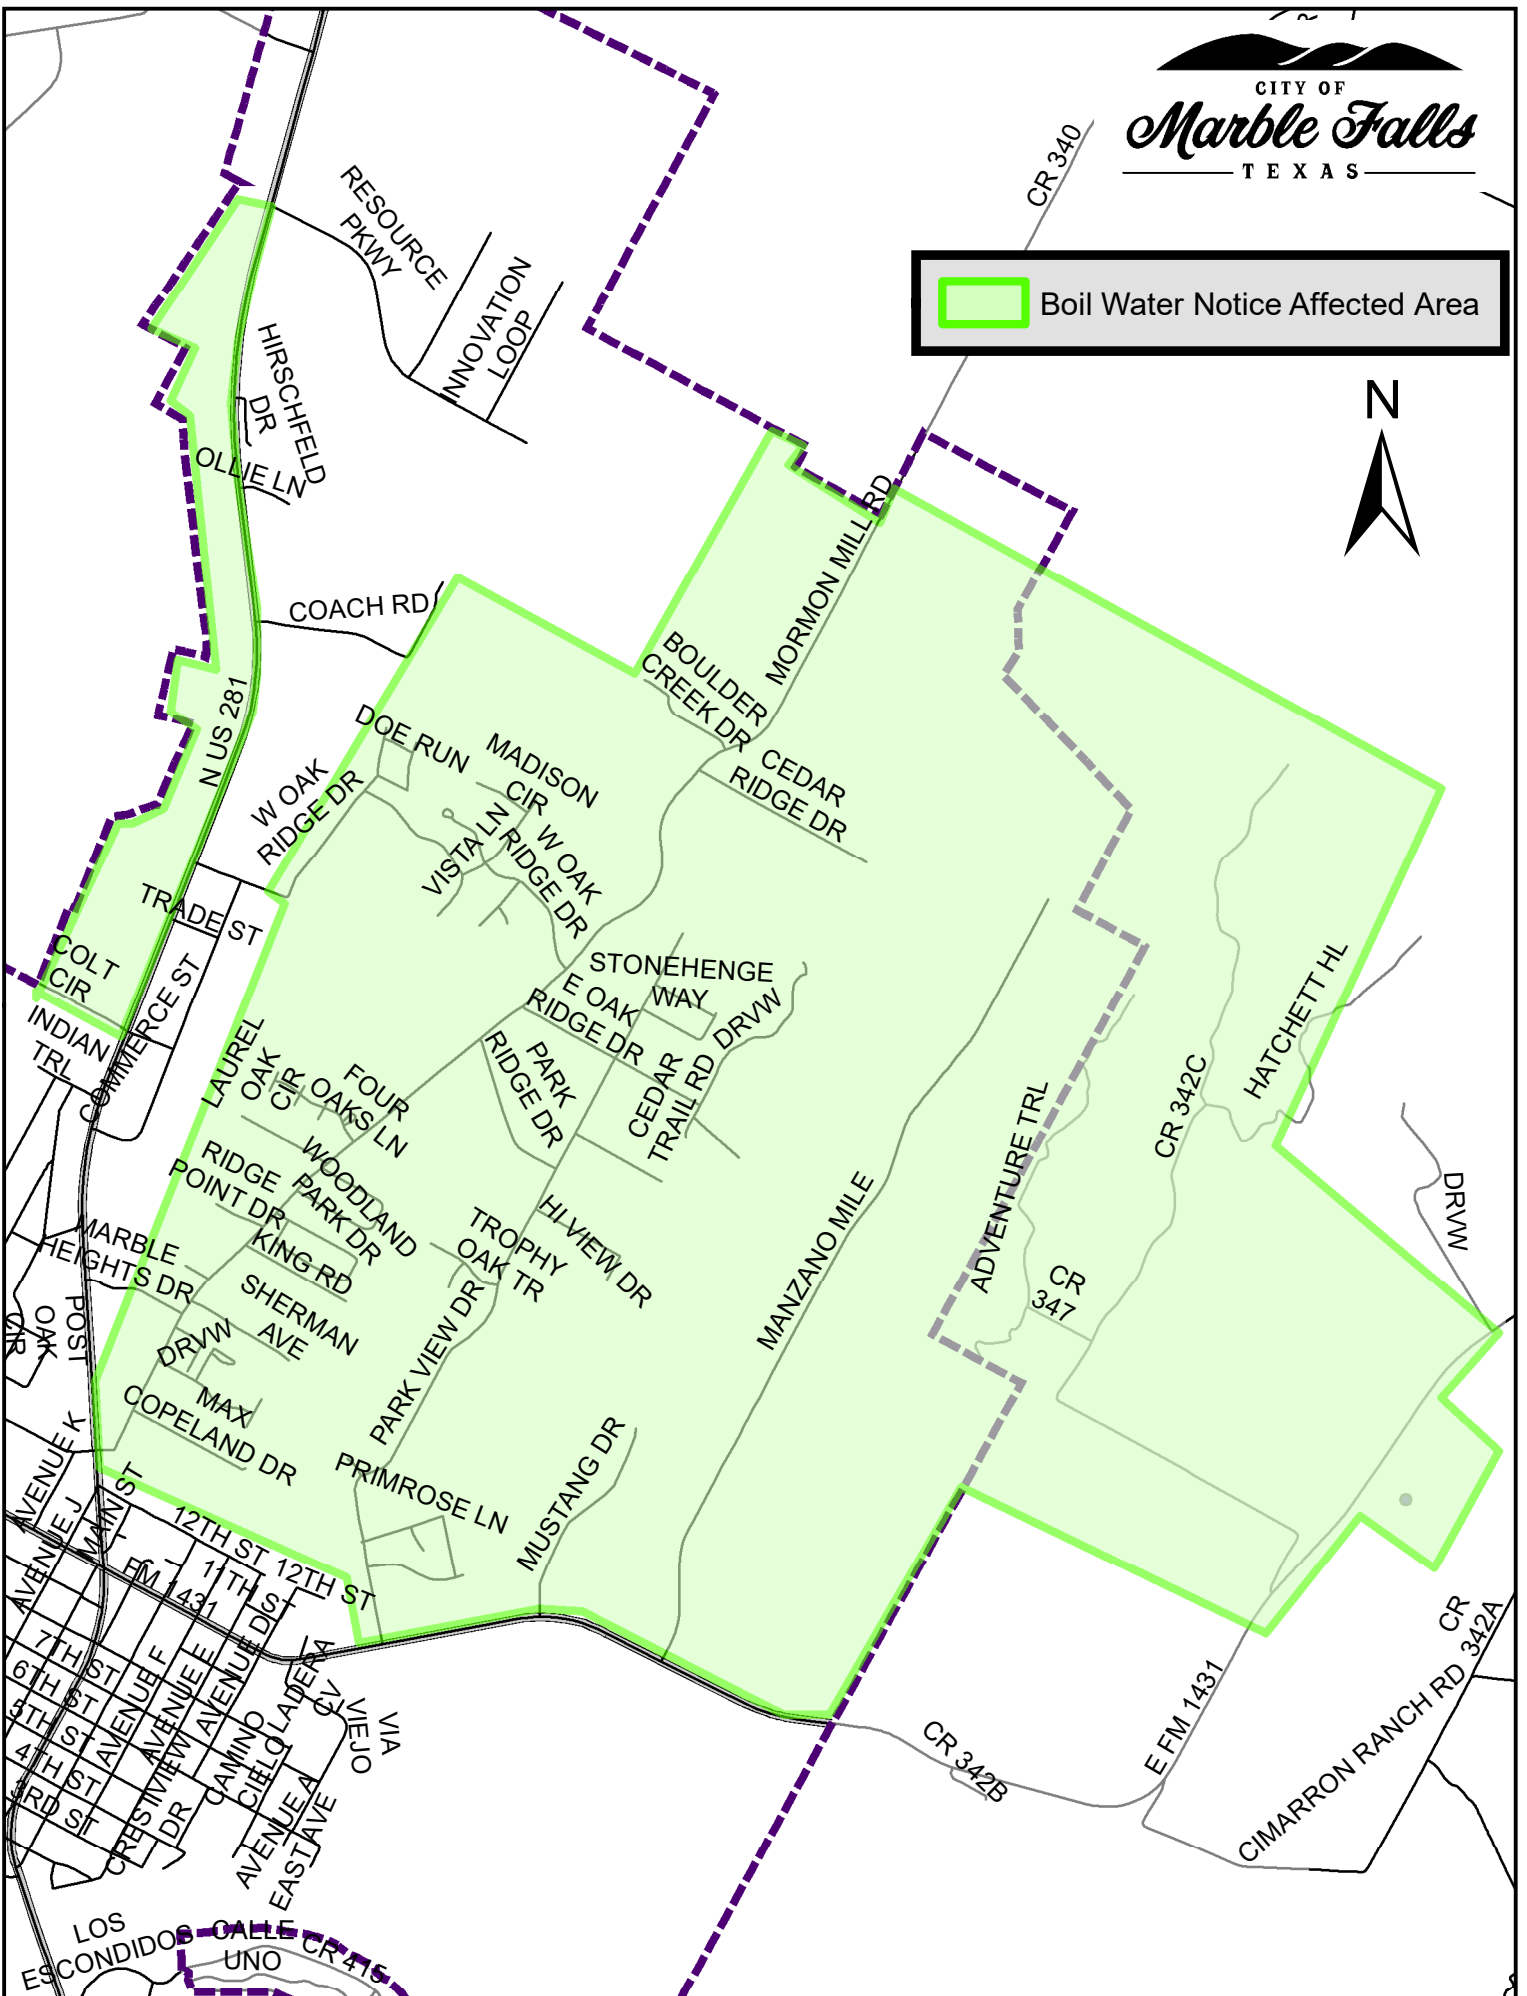 CITY OF
Marble Falls
TEXAS
CR 340
Boil Water Notice Affected Area
N
RESOURCE
PKWY
INNOVATION
LOOP
HIRSCHFELD
DR
OLLIE LN
COACH RD
N US 281
MORMON MILL RD
BOULDER
CREEK DR
CEDAR
RIDGE DR
DOE RUN
MADISON
CIR
W OAK
RIDGE DR
VISTA LN
W OAK
RIDGE DR
TRADE ST
COLT
CIR
COMMERCE ST
INDIAN
TRL
STONEHENGE
WAY
E OAK
RIDGE DR
DRVW
CEDAR
TRAIL RD
PARK
RIDGE DR
LAUREL
OAK
CIR
FOUR
OAKS LN
WOODLAND
PARK DR
RIDGE
POINT DR
KING RD
MARBLE
HEIGHTS DR
SHERMAN
AVE
DRVW
MAX
COPELAND DR
TROPHY
OAK TR
HI VIEW DR
PARK VIEW DR
PRIMROSE LN
MUSTANG DR
MANZANO MILE
ADVENTURE TRL
CR
347
CR 342C
HATCHETT HL
DRVW
POST
OAK
CIR
AVENUE K
AVENUE J
MAIN ST
12TH ST
12TH ST
11TH ST
FM 1431
7TH ST
6TH ST
5TH ST
4TH ST
3RD ST
AVENUE F
AVENUE E
AVENUE D
CRESTVIEW
DR
CAMINO
CIELO
LADERA
CV
VIA
VIEJO
AVENUE A
EAST AVE
LOS
ESCONDIDOS
CALLE
UNO
CR 415
CR 342B
E FM 1431
CIMARRON RANCH RD
CR
342A